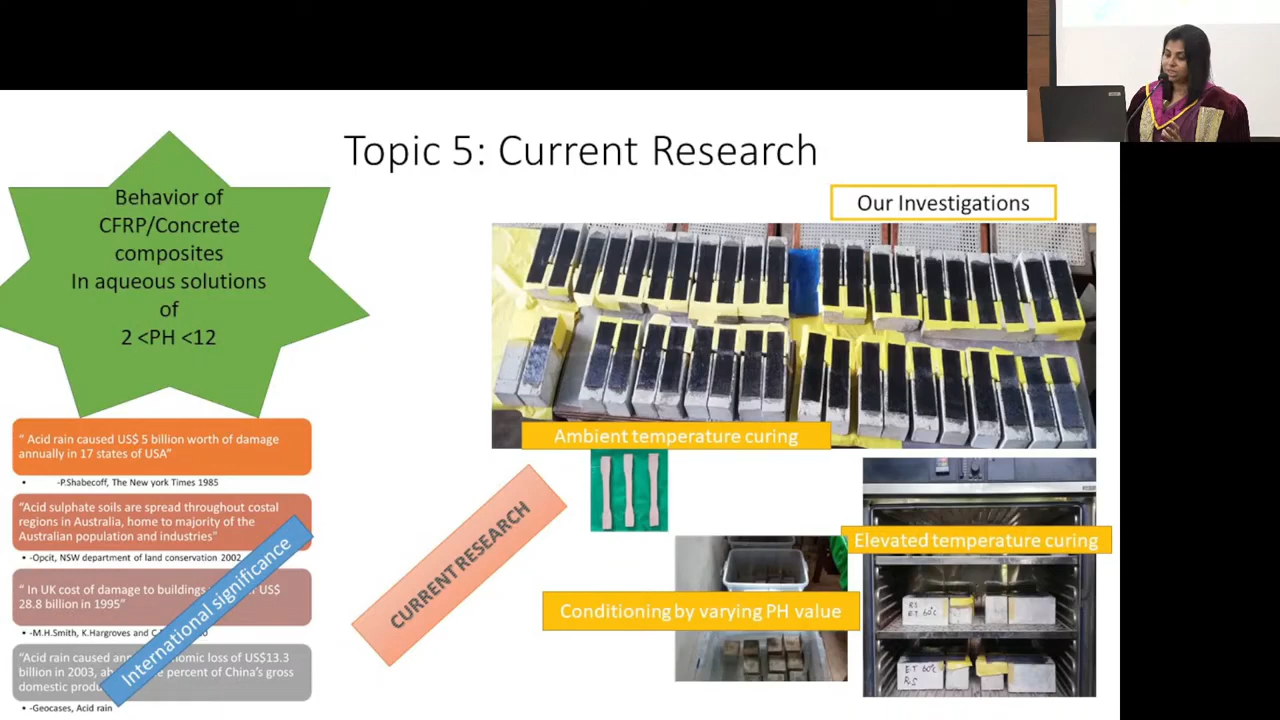 Topic 5: Current Research
Behavior of
CFRP/Concrete
composites
In aqueous solutions
of
2 <PH <12
Our Investigations
Ambient temperature curing
Elevated temperature curing
Conditioning by varying PH value
CURRENT RESEARCH
“ Acid rain caused US$ 5 billion worth of damage
annually in 17 states of USA”
• -P.Shabecoff, The New york Times 1985
“Acid sulphate soils are spread throughout costal
regions in Australia, home to majority of the
Australian population and industries”
• -Opcit, NSW department of land conservation 2002
“ In UK cost of damage to buildings US$
28.8 billion in 1995”
• -M.H.Smith, K.Hargroves and
“Acid rain caused economic loss of US$13.3
billion in 2003, percent of China’s gross
domestic
• -Geocases, Acid rain
International significance
E.T 60°C